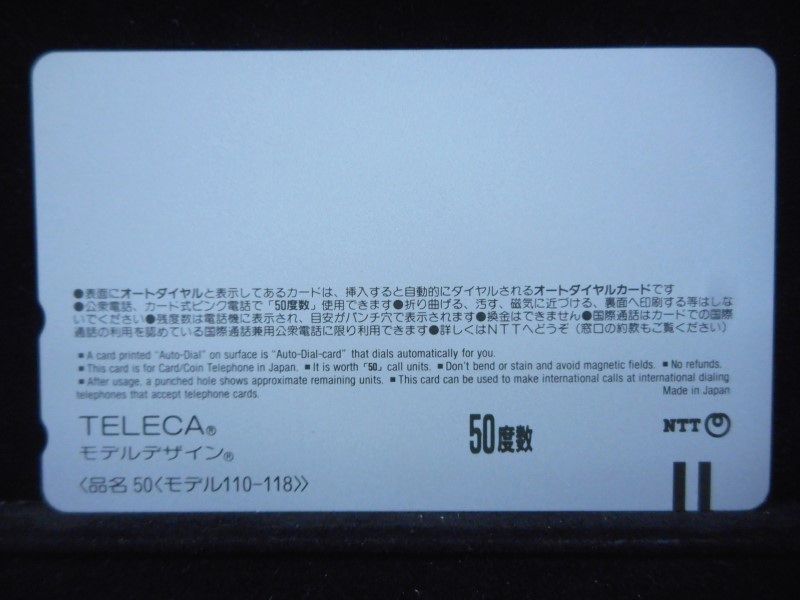 ●表面にオートダイヤルと表示してあるカードは、挿入すると自動的にダイヤルされるオートダイヤルカードです
●公衆電話、カード式ピンク電話で「50度数」使用できます●折り曲げる、汚す、磁気に近づける、裏面へ印刷する等はしな
いでください●残度数は電話機に表示され、目安がパンチ穴で表示されます●換金はできません●国際通話はカードでの国際
通話の利用を認めている国際通話兼用公衆電話に限り利用できます●詳しくはNTTへどうぞ(窓口の約款もご覧ください)
■ A card printed "Auto-Dial" on surface is "Auto-Dial-card" that dials automatically for you.
■ This card is for Card/Coin Telephone in Japan. ■ It is worth「50」call units. ■ Don't bend or stain and avoid magnetic fields. ■ No refunds.
■ After usage, a punched hole shows approximate remaining units. ■ This card can be used to make international calls at international dialing
telephones that accept telephone cards. Made in Japan
TELECA® 50度数 NTT
モデルデザイン®
〈品名 50〈モデル110-118〉〉